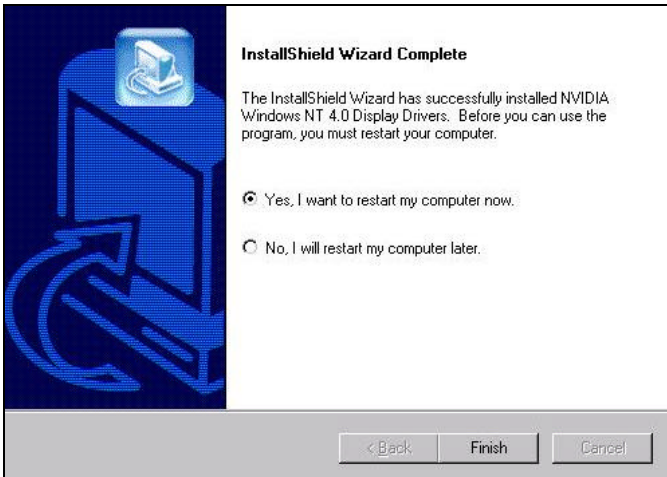 InstallShield Wizard Complete
The InstallShield Wizard has successfully installed NVIDIA
Windows NT 4.0 Display Drivers. Before you can use the
program, you must restart your computer.
Yes, I want to restart my computer now.
No, I will restart my computer later.
< Back Finish Cancel